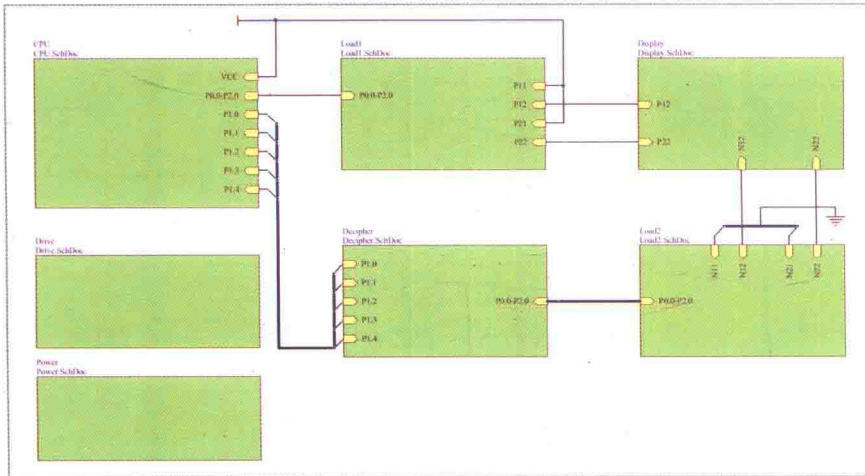 CPU
CPU.SchDoc
VCC
P0.0-P2.0
P1.0
P1.1
P1.2
P1.3
P1.4
Load1
Load1.SchDoc
P0.0-P2.0
P11
P12
P21
P22
Display
Display.SchDoc
P12
P22
N12
N22
Drive
Drive.SchDoc
Decipher
Decipher.SchDoc
P1.0
P1.1
P1.2
P1.3
P1.4
P0.0-P2.0
Load2
Load2.SchDoc
N11
N12
N21
N22
P0.0-P2.0
Power
Power.SchDoc